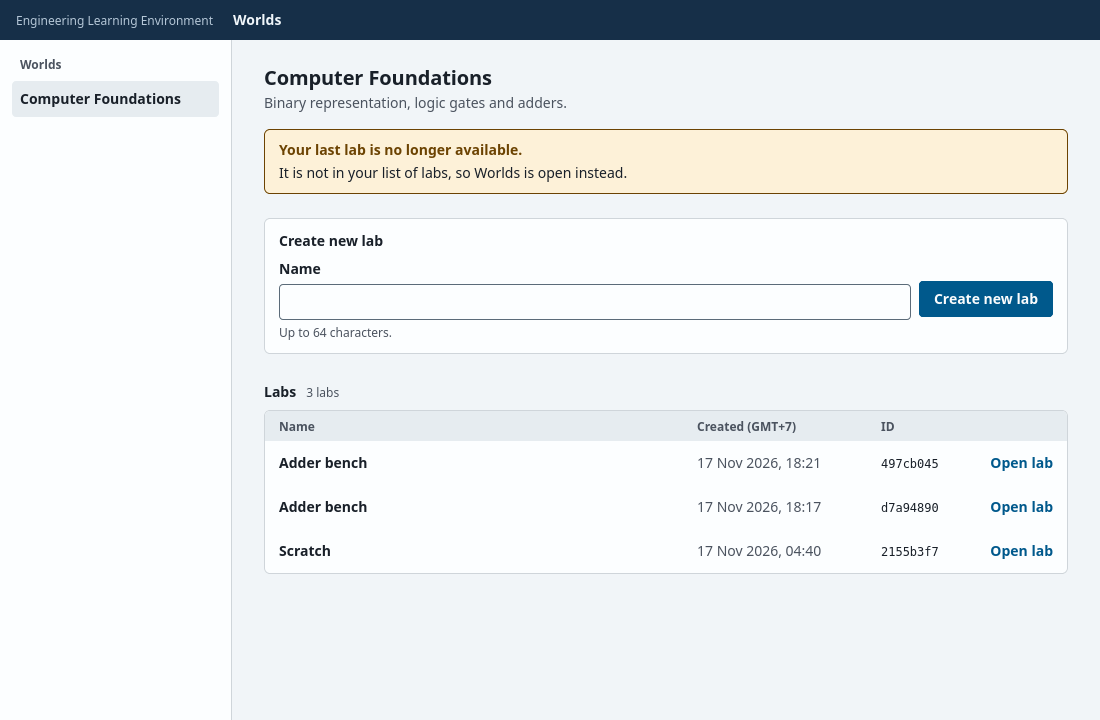 Engineering Learning Environment Worlds
Worlds
Computer Foundations
Computer Foundations
Binary representation, logic gates and adders.
Your last lab is no longer available.
It is not in your list of labs, so Worlds is open instead.
Create new lab
Name
Create new lab
Up to 64 characters.
Labs 3 labs
Name Created (GMT+7) ID
Adder bench 17 Nov 2026, 18:21 497cb045 Open lab
Adder bench 17 Nov 2026, 18:17 d7a94890 Open lab
Scratch 17 Nov 2026, 04:40 2155b3f7 Open lab